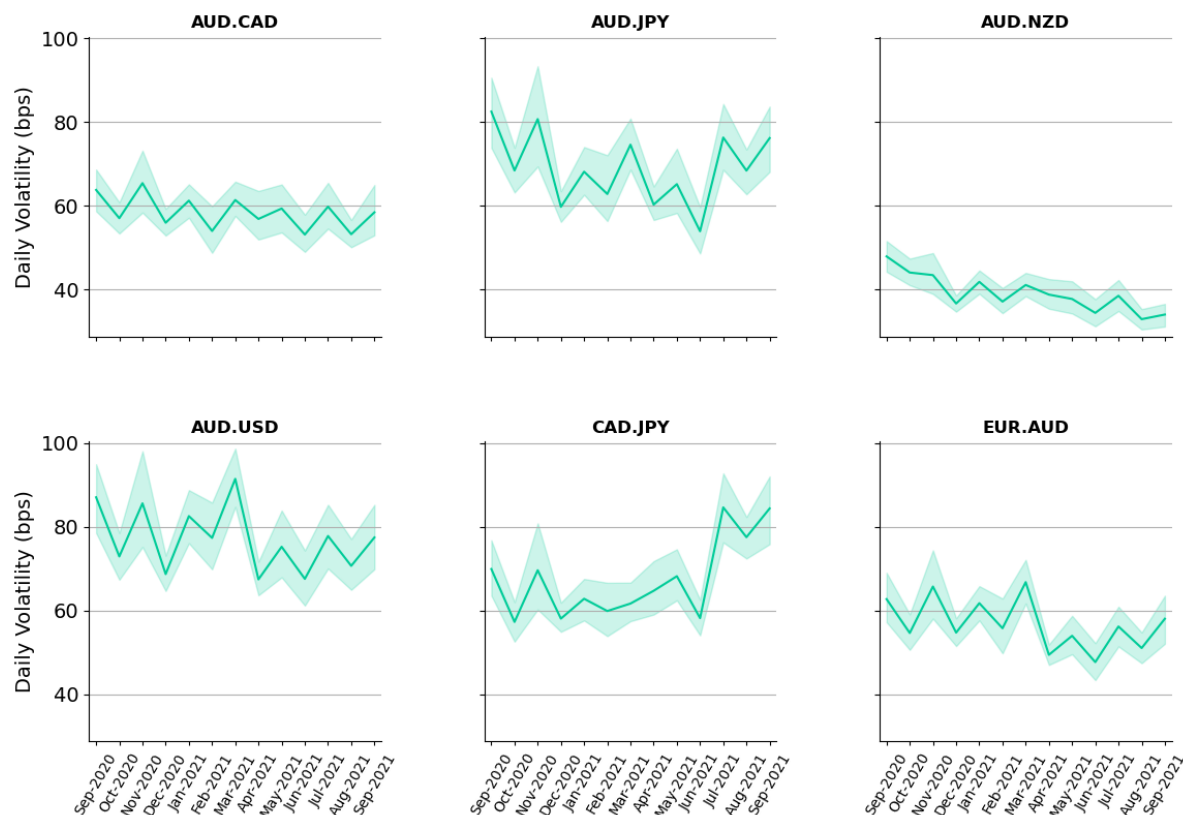 AUD.CAD
AUD.JPY
AUD.NZD
Daily Volatility (bps)
100
80
60
40
AUD.USD
CAD.JPY
EUR.AUD
Daily Volatility (bps)
100
80
60
40
Sep-2020
Oct-2020
Nov-2020
Dec-2020
Jan-2021
Feb-2021
Mar-2021
Apr-2021
May-2021
Jun-2021
Jul-2021
Aug-2021
Sep-2021
Sep-2020
Oct-2020
Nov-2020
Dec-2020
Jan-2021
Feb-2021
Mar-2021
Apr-2021
May-2021
Jun-2021
Jul-2021
Aug-2021
Sep-2021
Sep-2020
Oct-2020
Nov-2020
Dec-2020
Jan-2021
Feb-2021
Mar-2021
Apr-2021
May-2021
Jun-2021
Jul-2021
Aug-2021
Sep-2021